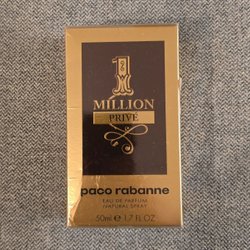 1
MILLION
PRIVÉ
paco rabanne
EAU DE PARFUM
NATURAL SPRAY
50ml e 1.7 FL.OZ